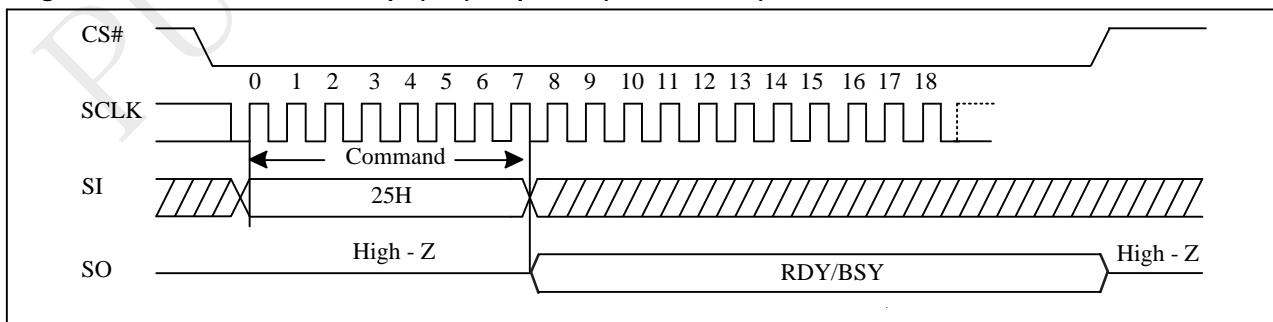 CS#
0 1 2 3 4 5 6 7 8 9 10 11 12 13 14 15 16 17 18
SCLK
Command
SI
25H
High - Z
High - Z
SO
RDY/BSY